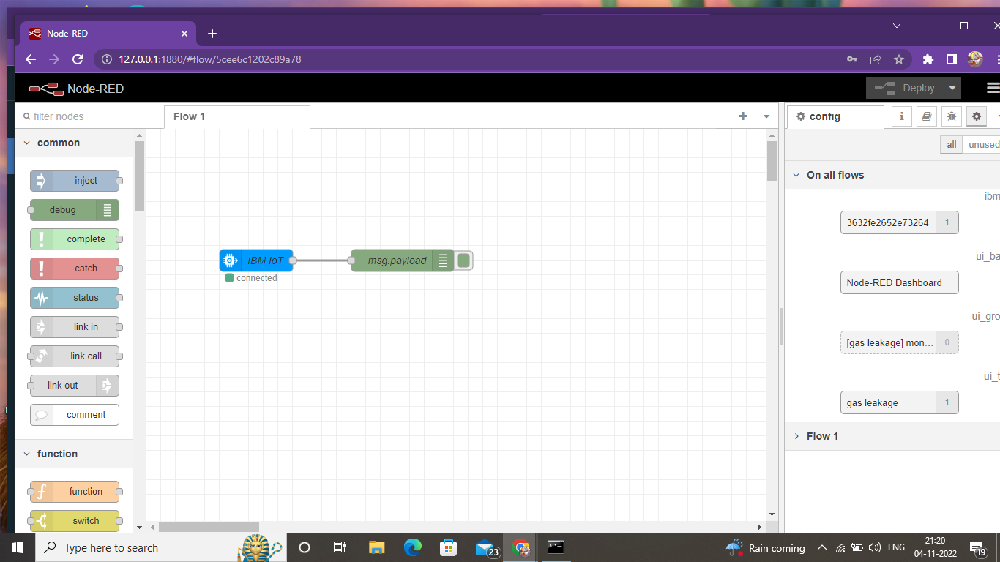 Node-RED
127.0.0.1:1880/#flow/5cee6c1202c89a78
Node-RED
Deploy
filter nodes
Flow 1
config
all
unused
common
On all flows
ibm
inject
debug
3632fe2652e73264
1
complete
ui_ba
IBM IoT
msg.payload
catch
connected
Node-RED Dashboard
status
ui_gro
link in
[gas leakage] mon...
0
link call
ui_t
link out
gas leakage
1
comment
Flow 1
function
function
switch
Type here to search
23
Rain coming
ENG
21:20
04-11-2022
19